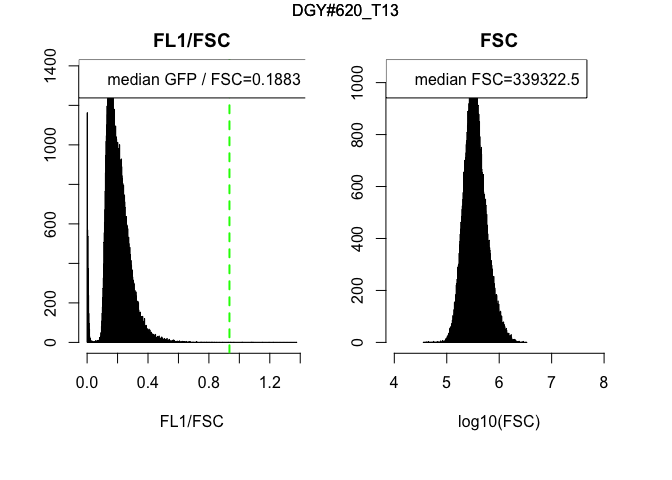 DGY#620_T13
FL1/FSC
median GFP / FSC=0.1883
0 200 600 1000 1400
0.0 0.4 0.8 1.2
FL1/FSC
FSC
median FSC=339322.5
0 200 400 600 800 1000
4 5 6 7 8
log10(FSC)